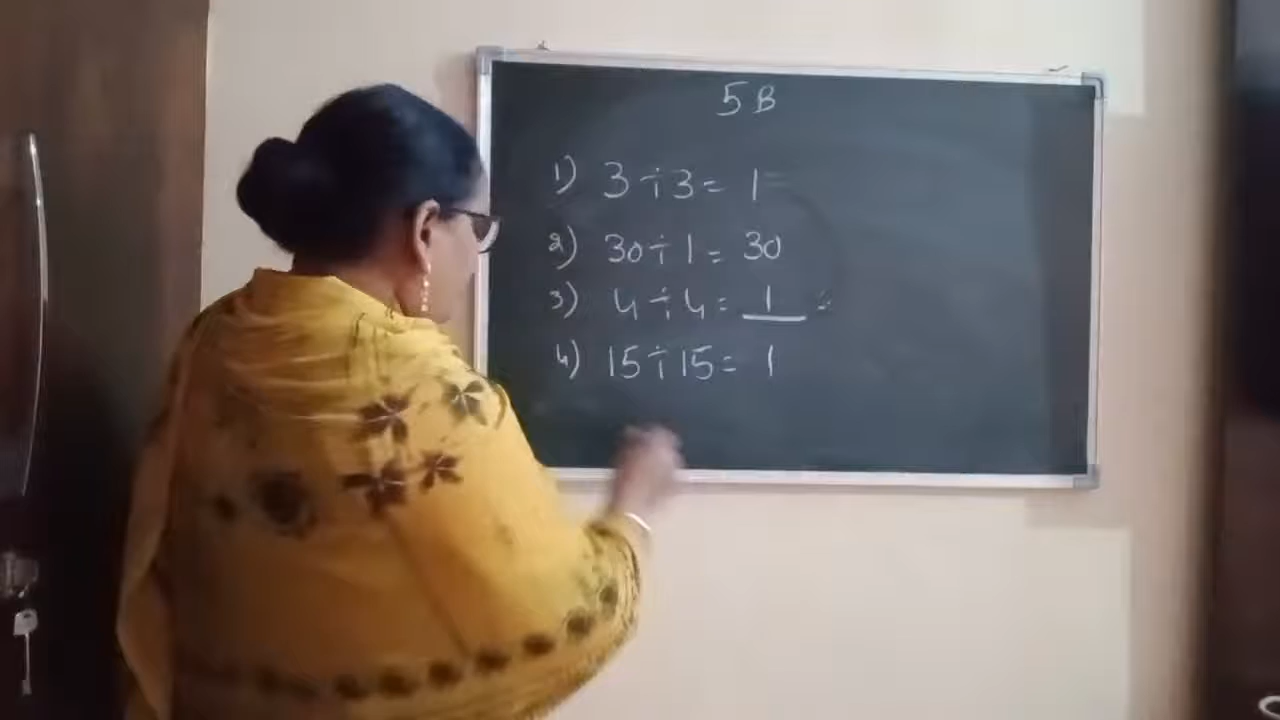 5B
1) 3÷3= 1
2) 30÷1= 30
3) 4÷4= 1
4) 15÷15= 1